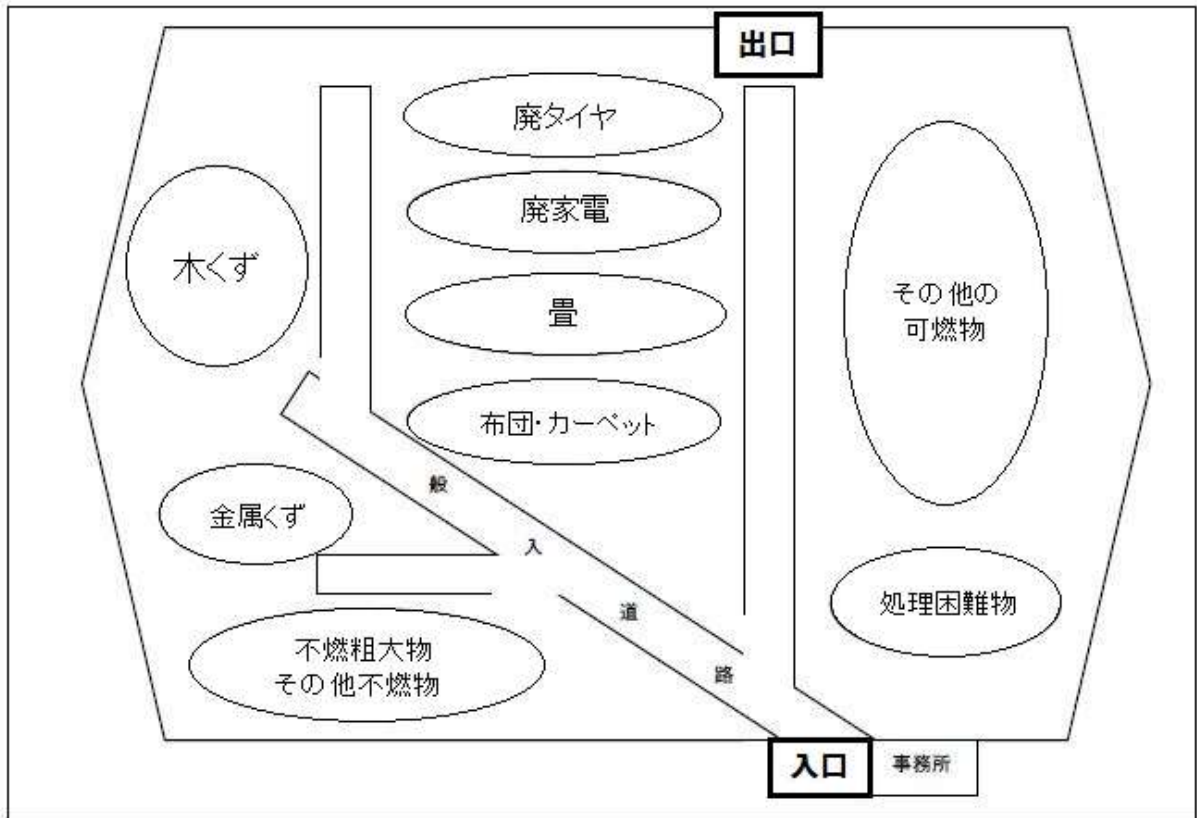 出口
廃タイヤ
廃家電
木くず
畳
その他の
可燃物
布団・カーペット
般
金属くず
入
処理困難物
道
不燃粗大物
その他不燃物
路
入口
事務所